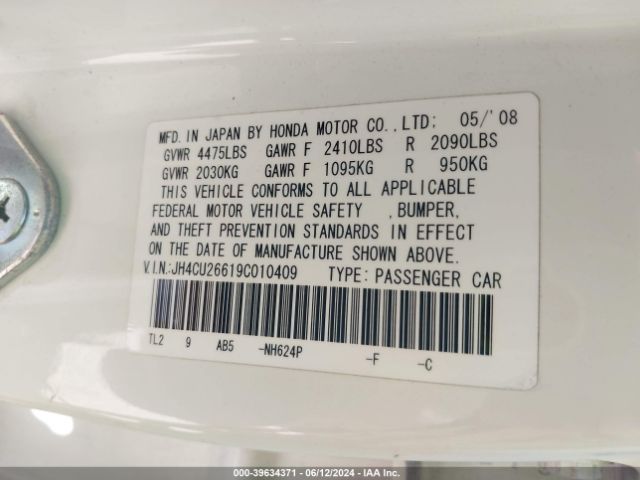 MFD. IN JAPAN BY HONDA MOTOR CO.,LTD: 05/'08
GVWR 4475LBS GAWR F 2410LBS R 2090LBS
GVWR 2030KG GAWR F 1095KG R 950KG
THIS VEHICLE CONFORMS TO ALL APPLICABLE
FEDERAL MOTOR VEHICLE SAFETY ,BUMPER,
AND THEFT PREVENTION STANDARDS IN EFFECT
ON THE DATE OF MANUFACTURE SHOWN ABOVE.
V.I.N.:JH4CU26619C010409 TYPE: PASSENGER CAR
TL2 9 AB5 -NH624P -F -C
000-39634371 - 06/12/2024 - IAA Inc.